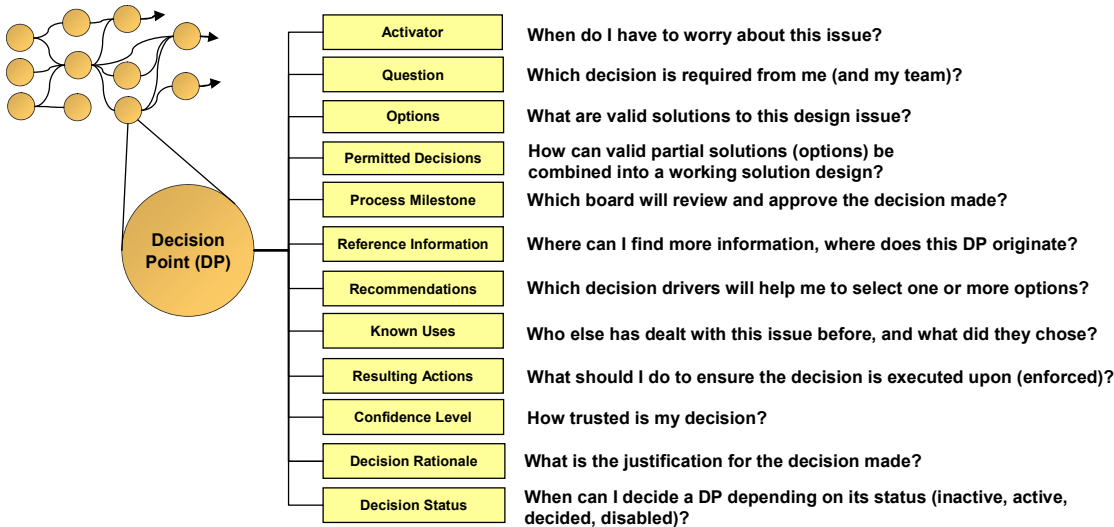 Activator
When do I have to worry about this issue?
Question
Which decision is required from me (and my team)?
Options
What are valid solutions to this design issue?
Permitted Decisions
How can valid partial solutions (options) be
combined into a working solution design?
Process Milestone
Which board will review and approve the decision made?
Decision
Point (DP)
Reference Information
Where can I find more information, where does this DP originate?
Recommendations
Which decision drivers will help me to select one or more options?
Known Uses
Who else has dealt with this issue before, and what did they chose?
Resulting Actions
What should I do to ensure the decision is executed upon (enforced)?
Confidence Level
How trusted is my decision?
Decision Rationale
What is the justification for the decision made?
Decision Status
When can I decide a DP depending on its status (inactive, active,
decided, disabled)?